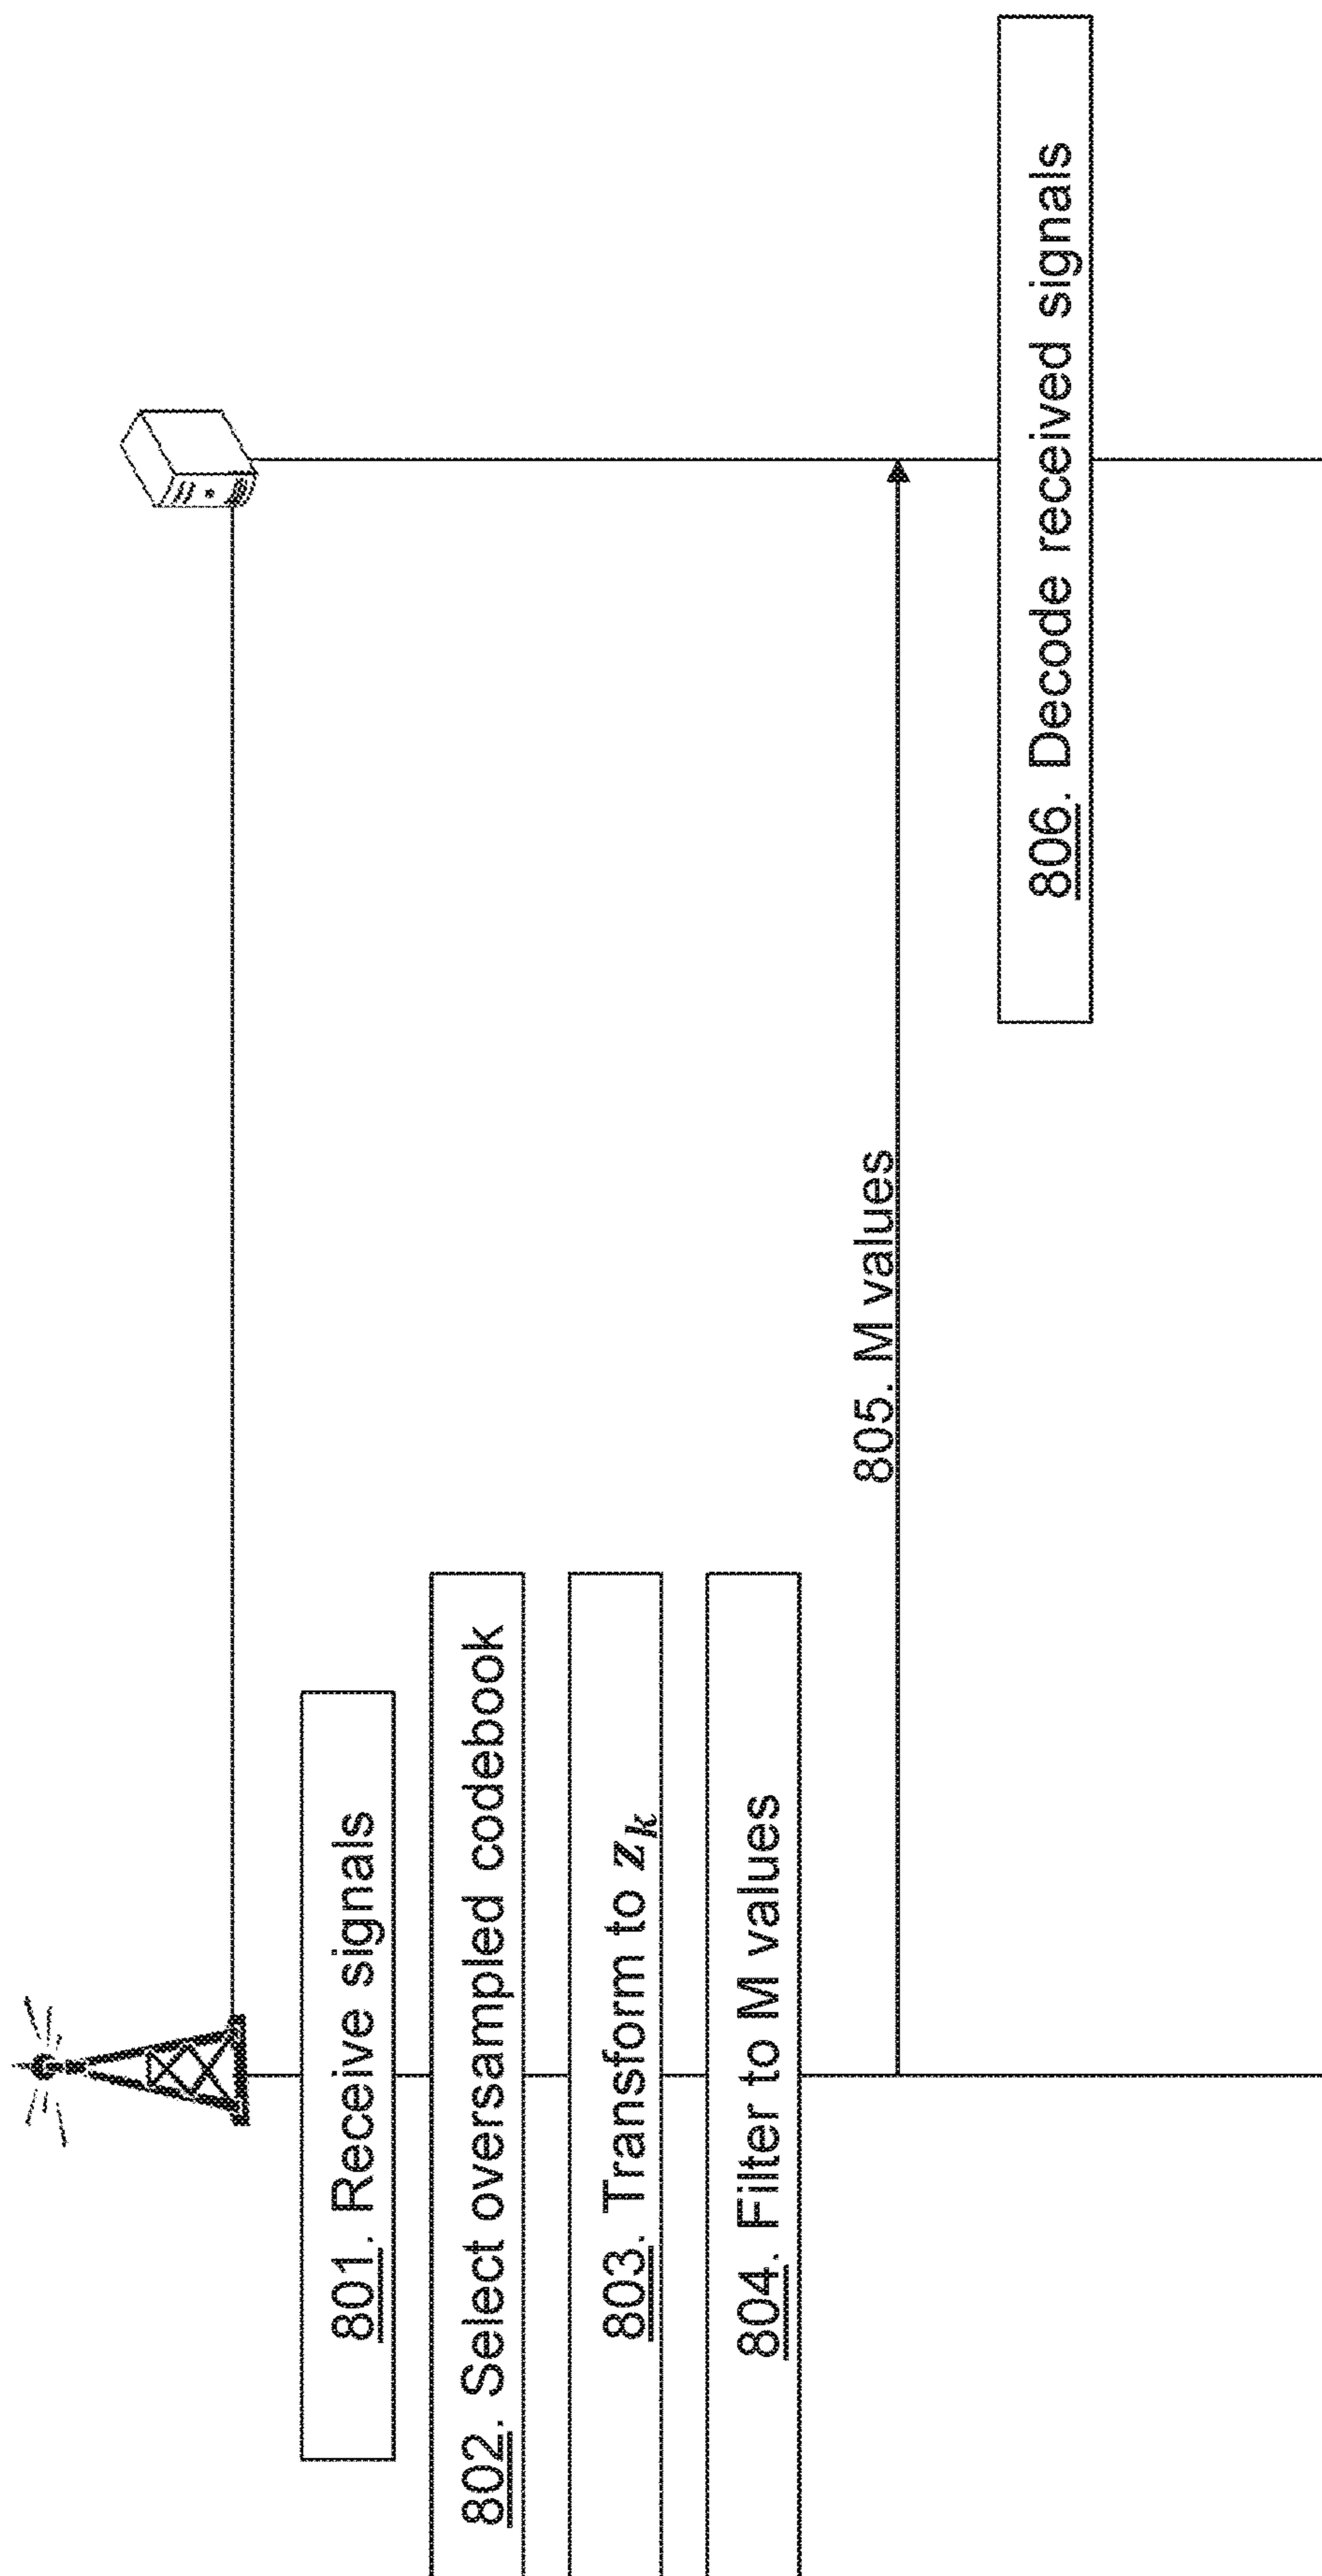 801. Receive signals
802. Select oversampled codebook
803. Transform to z_k
804. Filter to M values
805. M values
806. Decode received signals